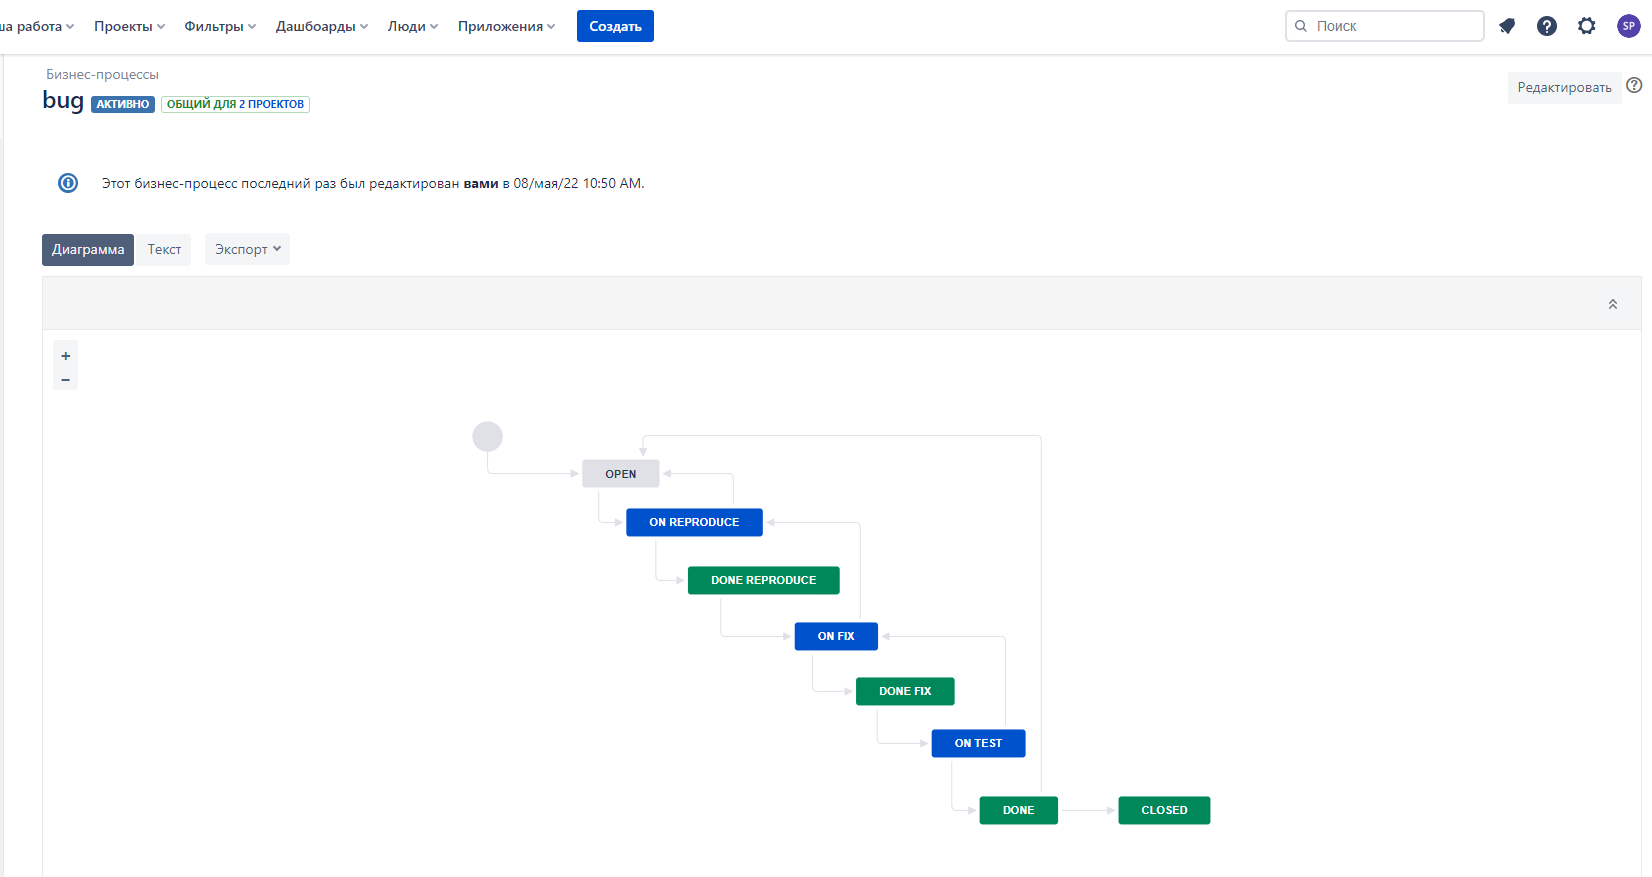 ша работа Проекты Фильтры Дашборды Люди Приложения Создать Поиск SP
Бизнес-процессы
bug АКТИВНО ОБЩИЙ ДЛЯ 2 ПРОЕКТОВ
Редактировать
Этот бизнес-процесс последний раз был редактирован вами в 08/мая/22 10:50 AM.
Диаграмма Текст Экспорт
+
−
OPEN
ON REPRODUCE
DONE REPRODUCE
ON FIX
DONE FIX
ON TEST
DONE CLOSED